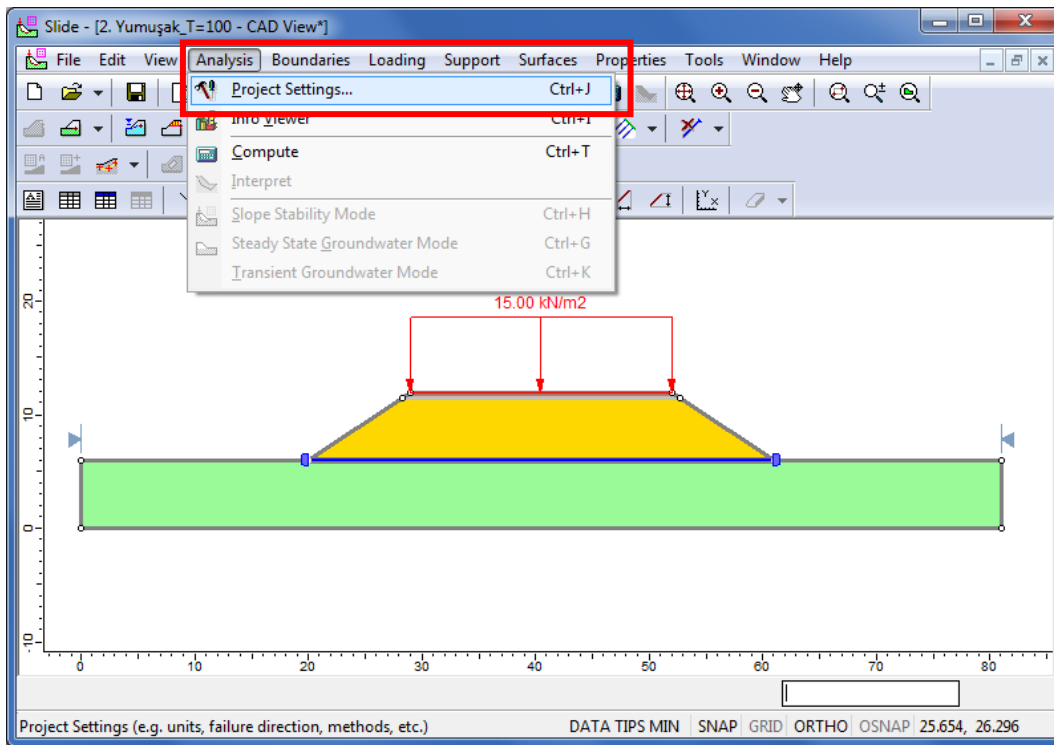 Slide - [2. Yumuşak_T=100 - CAD View*]
File Edit View Analysis Boundaries Loading Support Surfaces Properties Tools Window Help
Project Settings... Ctrl+J
Info Viewer Ctrl+I
Compute Ctrl+T
Interpret
Slope Stability Mode Ctrl+H
Steady State Groundwater Mode Ctrl+G
Transient Groundwater Mode Ctrl+K
20
15.00 kN/m2
10
0
-10
0 10 20 30 40 50 60 70 80
Project Settings (e.g. units, failure direction, methods, etc.) DATA TIPS MIN SNAP GRID ORTHO OSNAP 25.654, 26.296